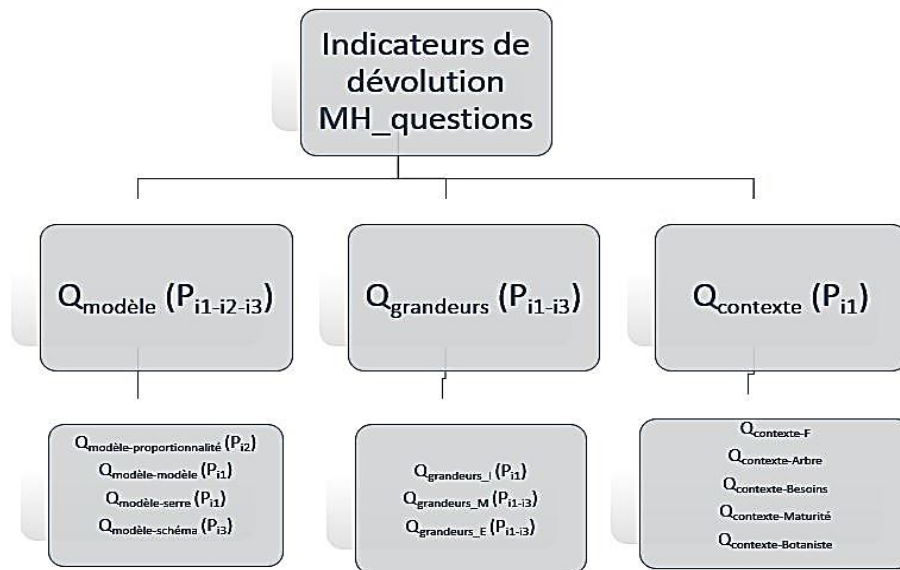 Indicateurs de
dévolution
MH_questions
Qmodèle (Pi1-i2-i3)
Qgrandeurs (Pi1-i3)
Qcontexte (Pi1)
Qmodèle-proportionnalité (Pi2)
Qmodèle-modèle (Pi1)
Qmodèle-serre (Pi1)
Qmodèle-schéma (Pi3)
Qgrandeurs_I (Pi1)
Qgrandeurs_M (Pi1-i3)
Qgrandeurs_E (Pi1-i3)
Qcontexte-F
Qcontexte-Arbre
Qcontexte-Besoins
Qcontexte-Maturité
Qcontexte-Botaniste